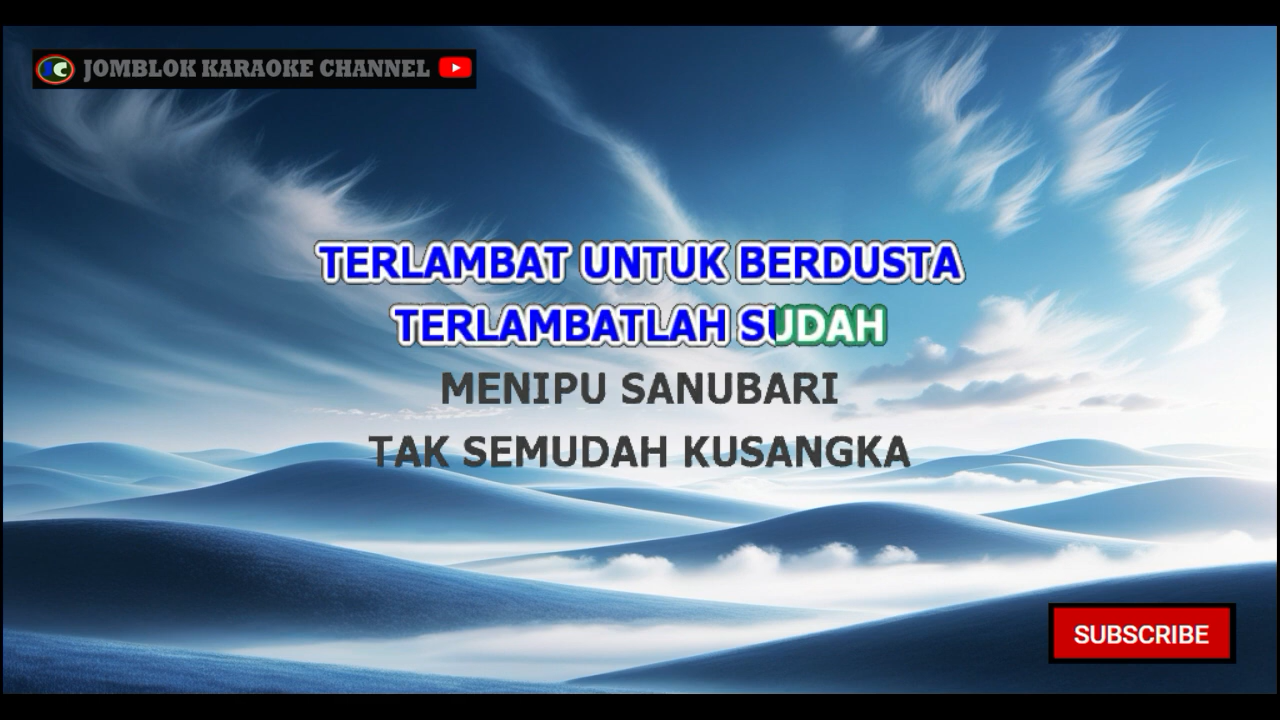 JOMBLOK KARAOKE CHANNEL
TERLAMBAT UNTUK BERDUSTA
TERLAMBATLAH SUDAH
MENIPU SANUBARI
TAK SEMUDAH KUSANGKA
SUBSCRIBE